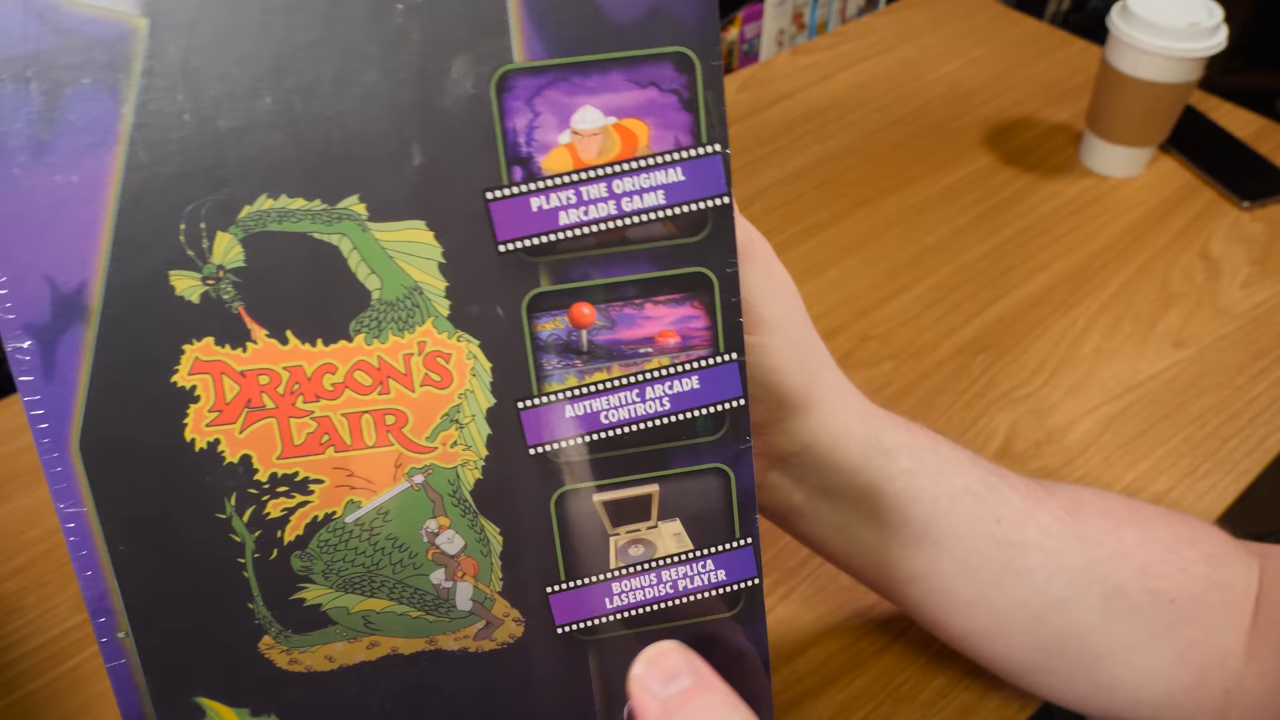 PLAYS THE ORIGINAL
ARCADE GAME
DRAGON'S
LAIR
AUTHENTIC ARCADE
CONTROLS
BONUS REPLICA
LASERDISC PLAYER